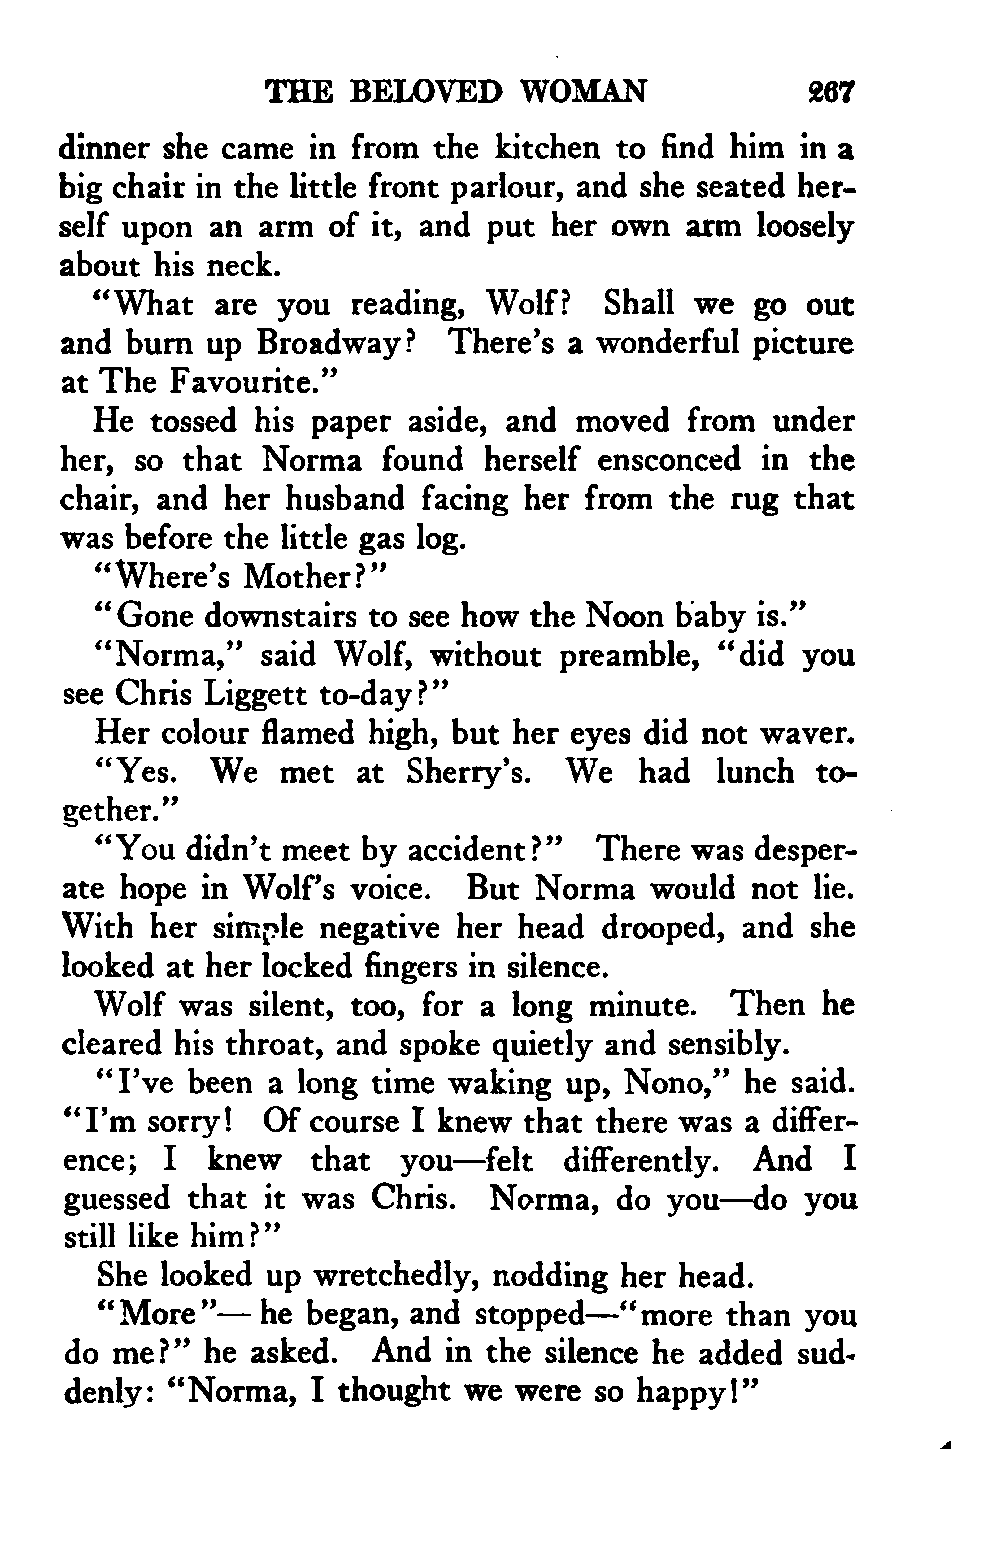 THE BELOVED WOMAN 267
dinner she came in from the kitchen to find him in a
big chair in the little front parlour, and she seated her-
self upon an arm of it, and put her own arm loosely
about his neck.
"What are you reading, Wolf? Shall we go out
and burn up Broadway? There's a wonderful picture
at The Favourite."
He tossed his paper aside, and moved from under
her, so that Norma found herself ensconced in the
chair, and her husband facing her from the rug that
was before the little gas log.
"Where's Mother?"
"Gone downstairs to see how the Noon baby is."
"Norma," said Wolf, without preamble, "did you
see Chris Liggett to-day?"
Her colour flamed high, but her eyes did not waver.
"Yes. We met at Sherry's. We had lunch to-
gether."
"You didn't meet by accident?" There was desper-
ate hope in Wolf's voice. But Norma would not lie.
With her simple negative her head drooped, and she
looked at her locked fingers in silence.
Wolf was silent, too, for a long minute. Then he
cleared his throat, and spoke quietly and sensibly.
"I've been a long time waking up, Nono," he said.
"I'm sorry! Of course I knew that there was a differ-
ence; I knew that you—felt differently. And I
guessed that it was Chris. Norma, do you—do you
still like him?"
She looked up wretchedly, nodding her head.
"More"— he began, and stopped—"more than you
do me?" he asked. And in the silence he added sud-
denly: "Norma, I thought we were so happy!"